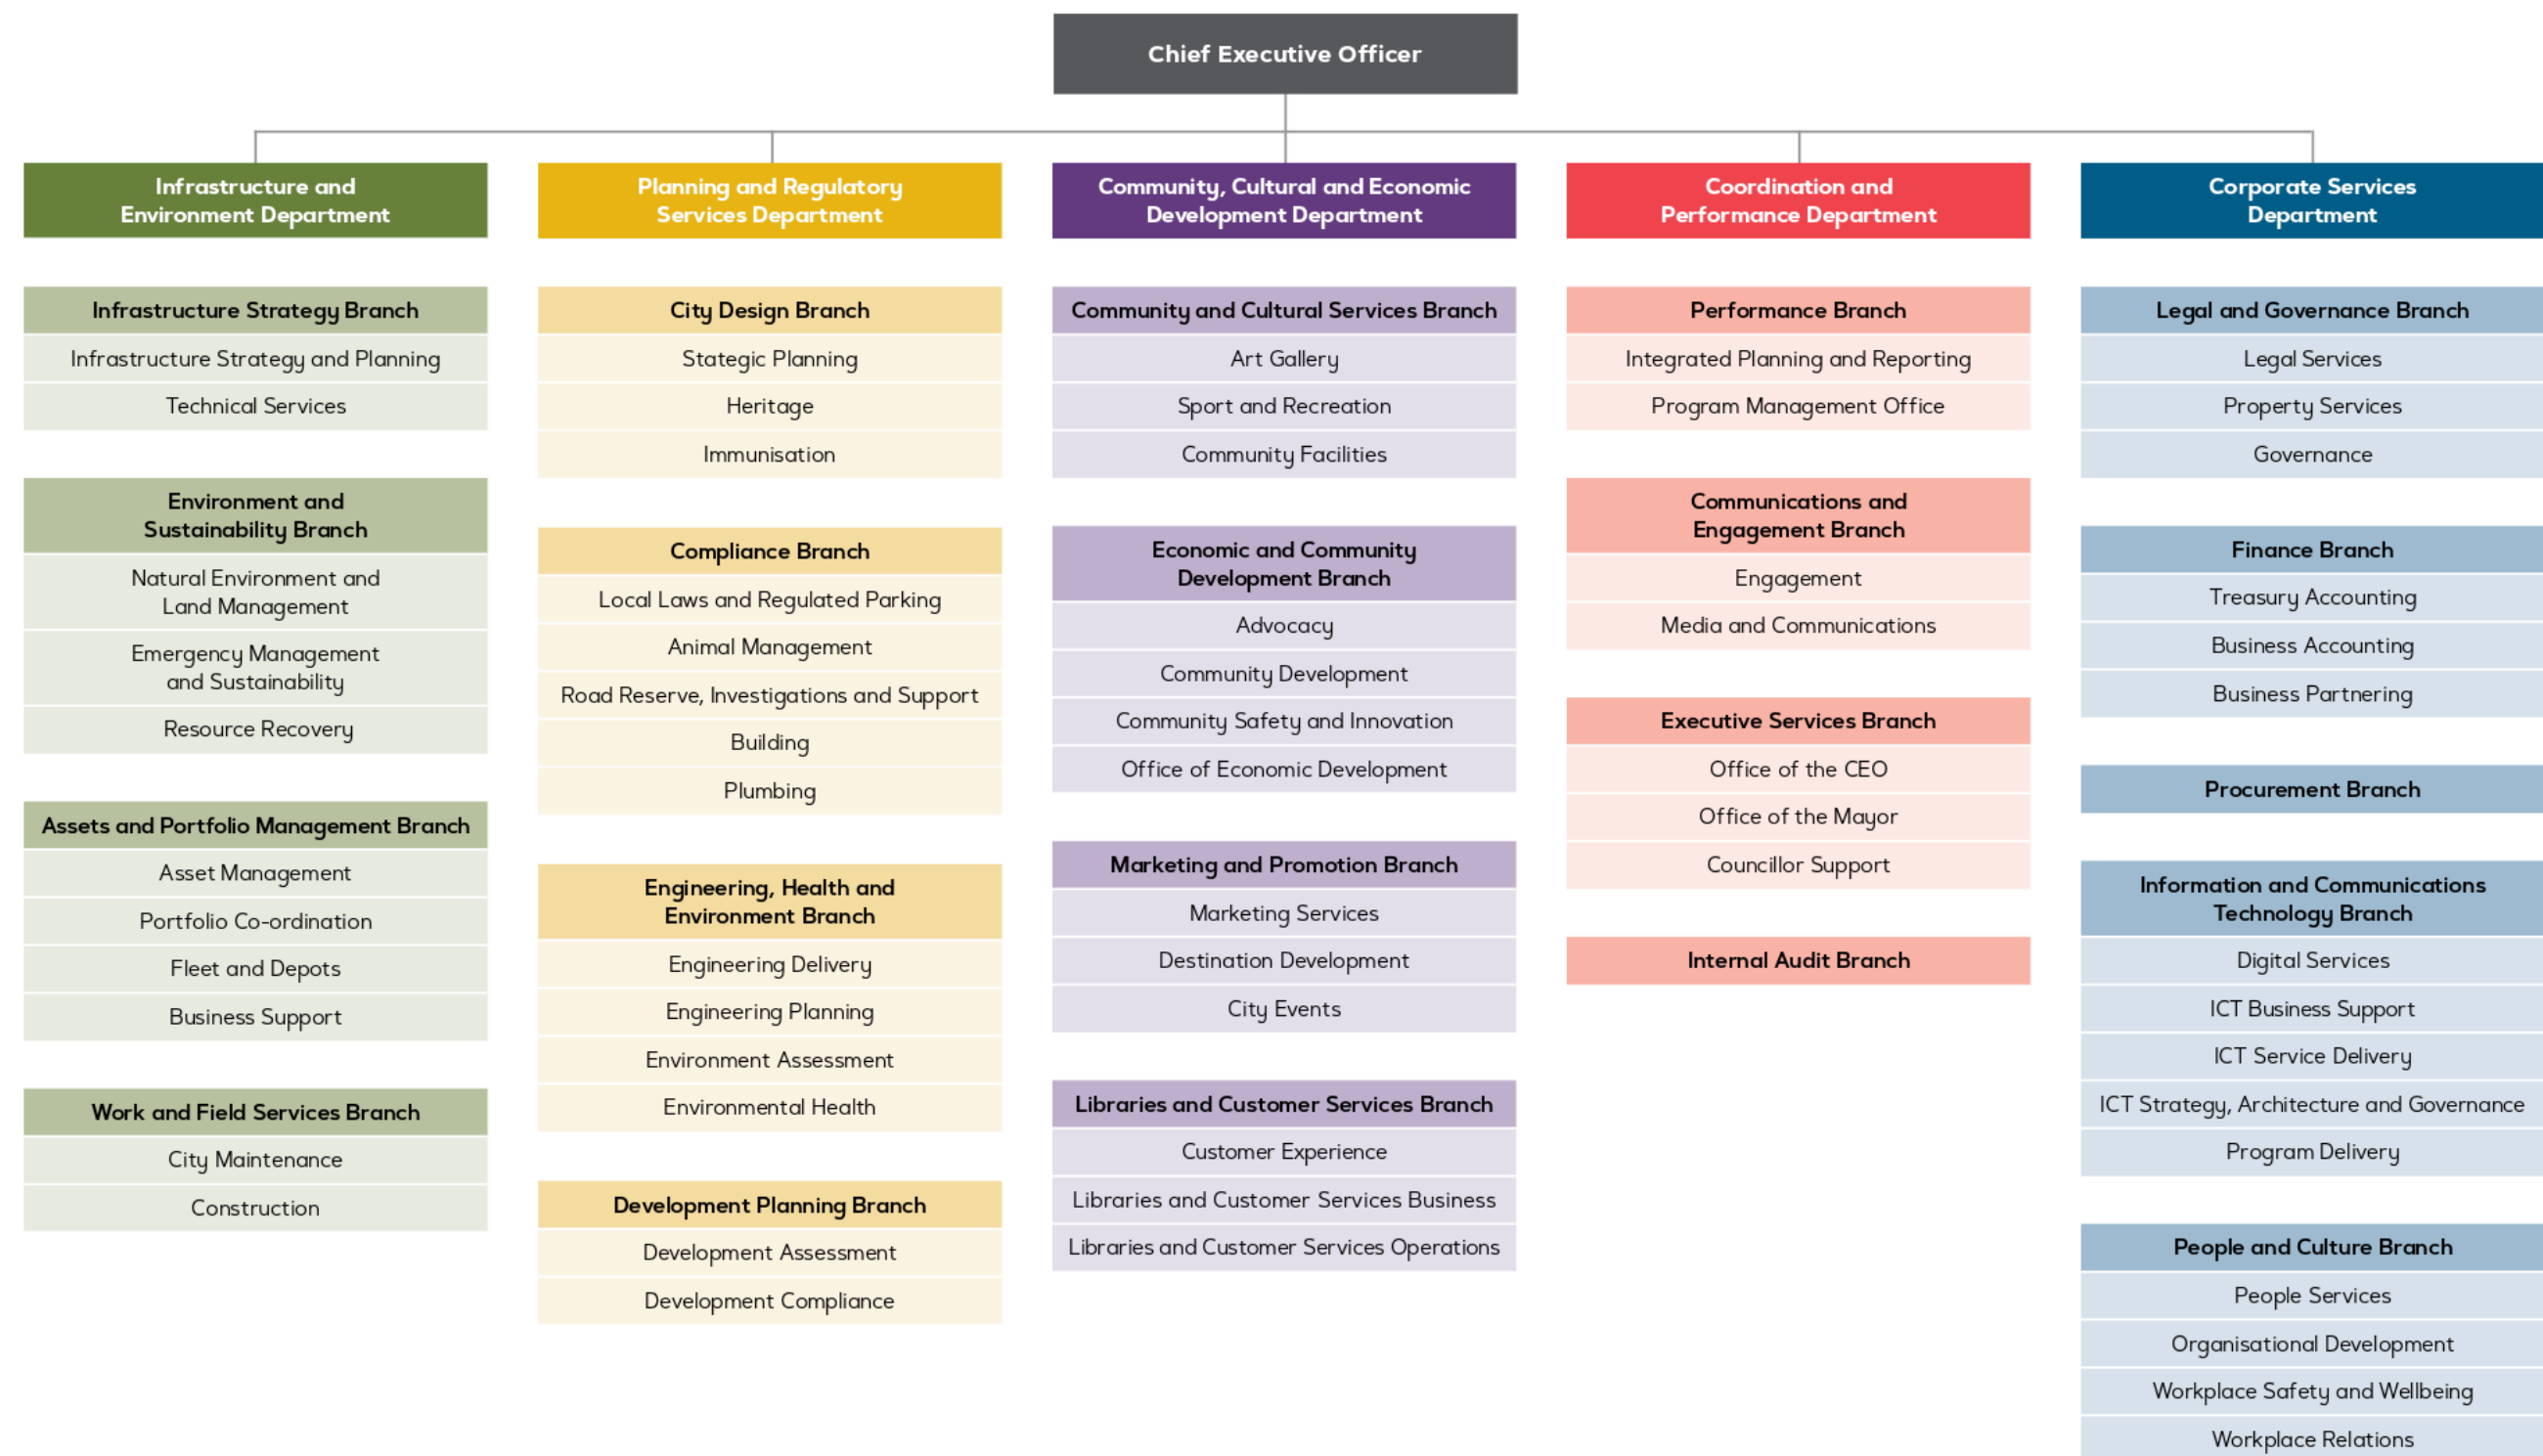 Chief Executive Officer
Infrastructure and
Environment Department
Infrastructure Strategy Branch
Infrastructure Strategy and Planning
Technical Services
Environment and
Sustainability Branch
Natural Environment and
Land Management
Emergency Management
and Sustainability
Resource Recovery
Assets and Portfolio Management Branch
Asset Management
Portfolio Co-ordination
Fleet and Depots
Business Support
Work and Field Services Branch
City Maintenance
Construction
Planning and Regulatory
Services Department
City Design Branch
Stategic Planning
Heritage
Immunisation
Compliance Branch
Local Laws and Regulated Parking
Animal Management
Road Reserve, Investigations and Support
Building
Plumbing
Engineering, Health and
Environment Branch
Engineering Delivery
Engineering Planning
Environment Assessment
Environmental Health
Development Planning Branch
Development Assessment
Development Compliance
Community, Cultural and Economic
Development Department
Community and Cultural Services Branch
Art Gallery
Sport and Recreation
Community Facilities
Economic and Community
Development Branch
Advocacy
Community Development
Community Safety and Innovation
Office of Economic Development
Marketing and Promotion Branch
Marketing Services
Destination Development
City Events
Libraries and Customer Services Branch
Customer Experience
Libraries and Customer Services Business
Libraries and Customer Services Operations
Coordination and
Performance Department
Performance Branch
Integrated Planning and Reporting
Program Management Office
Communications and
Engagement Branch
Engagement
Media and Communications
Executive Services Branch
Office of the CEO
Office of the Mayor
Councillor Support
Internal Audit Branch
Corporate Services
Department
Legal and Governance Branch
Legal Services
Property Services
Governance
Finance Branch
Treasury Accounting
Business Accounting
Business Partnering
Procurement Branch
Information and Communications
Technology Branch
Digital Services
ICT Business Support
ICT Service Delivery
ICT Strategy, Architecture and Governance
Program Delivery
People and Culture Branch
People Services
Organisational Development
Workplace Safety and Wellbeing
Workplace Relations